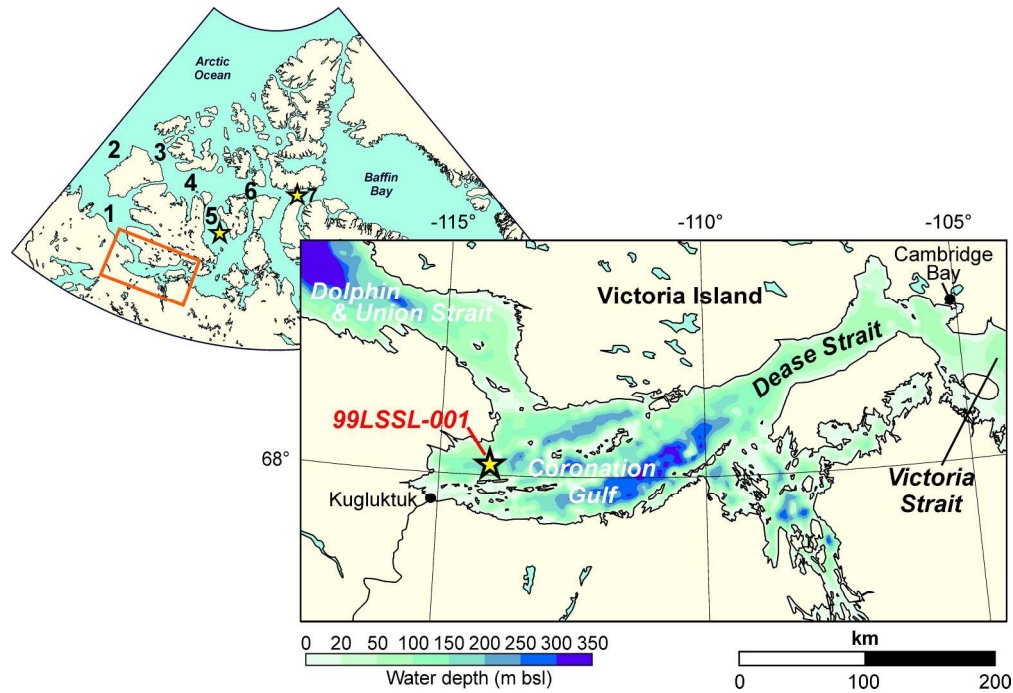 Arctic
Ocean
2
3
4
6
7
1
5
Baffin
Bay
-115°
-110°
-105°
Cambridge
Bay
Victoria Island
Dolphin
& Union Strait
Dease Strait
99LSSL-001
68°
Coronation
Gulf
Kugluktuk
Victoria
Strait
0 20 50 100 150 200 250 300 350
Water depth (m bsl)
km
0 100 200